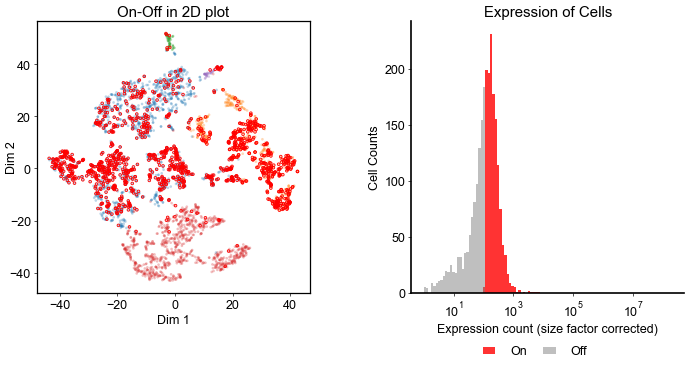 On-Off in 2D plot
Expression of Cells
40
20
0
−20
−40
Dim 2
−40 −20 0 20 40
Dim 1
200
150
100
50
0
Cell Counts
10^1 10^3 10^5 10^7
Expression count (size factor corrected)
On Off